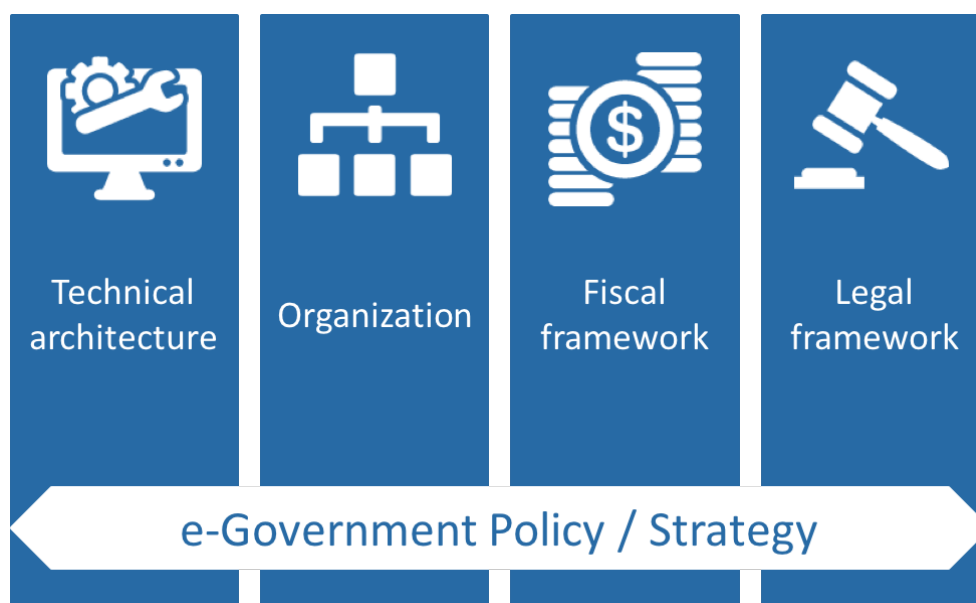 Technical
architecture
Organization
Fiscal
framework
Legal
framework
e-Government Policy / Strategy